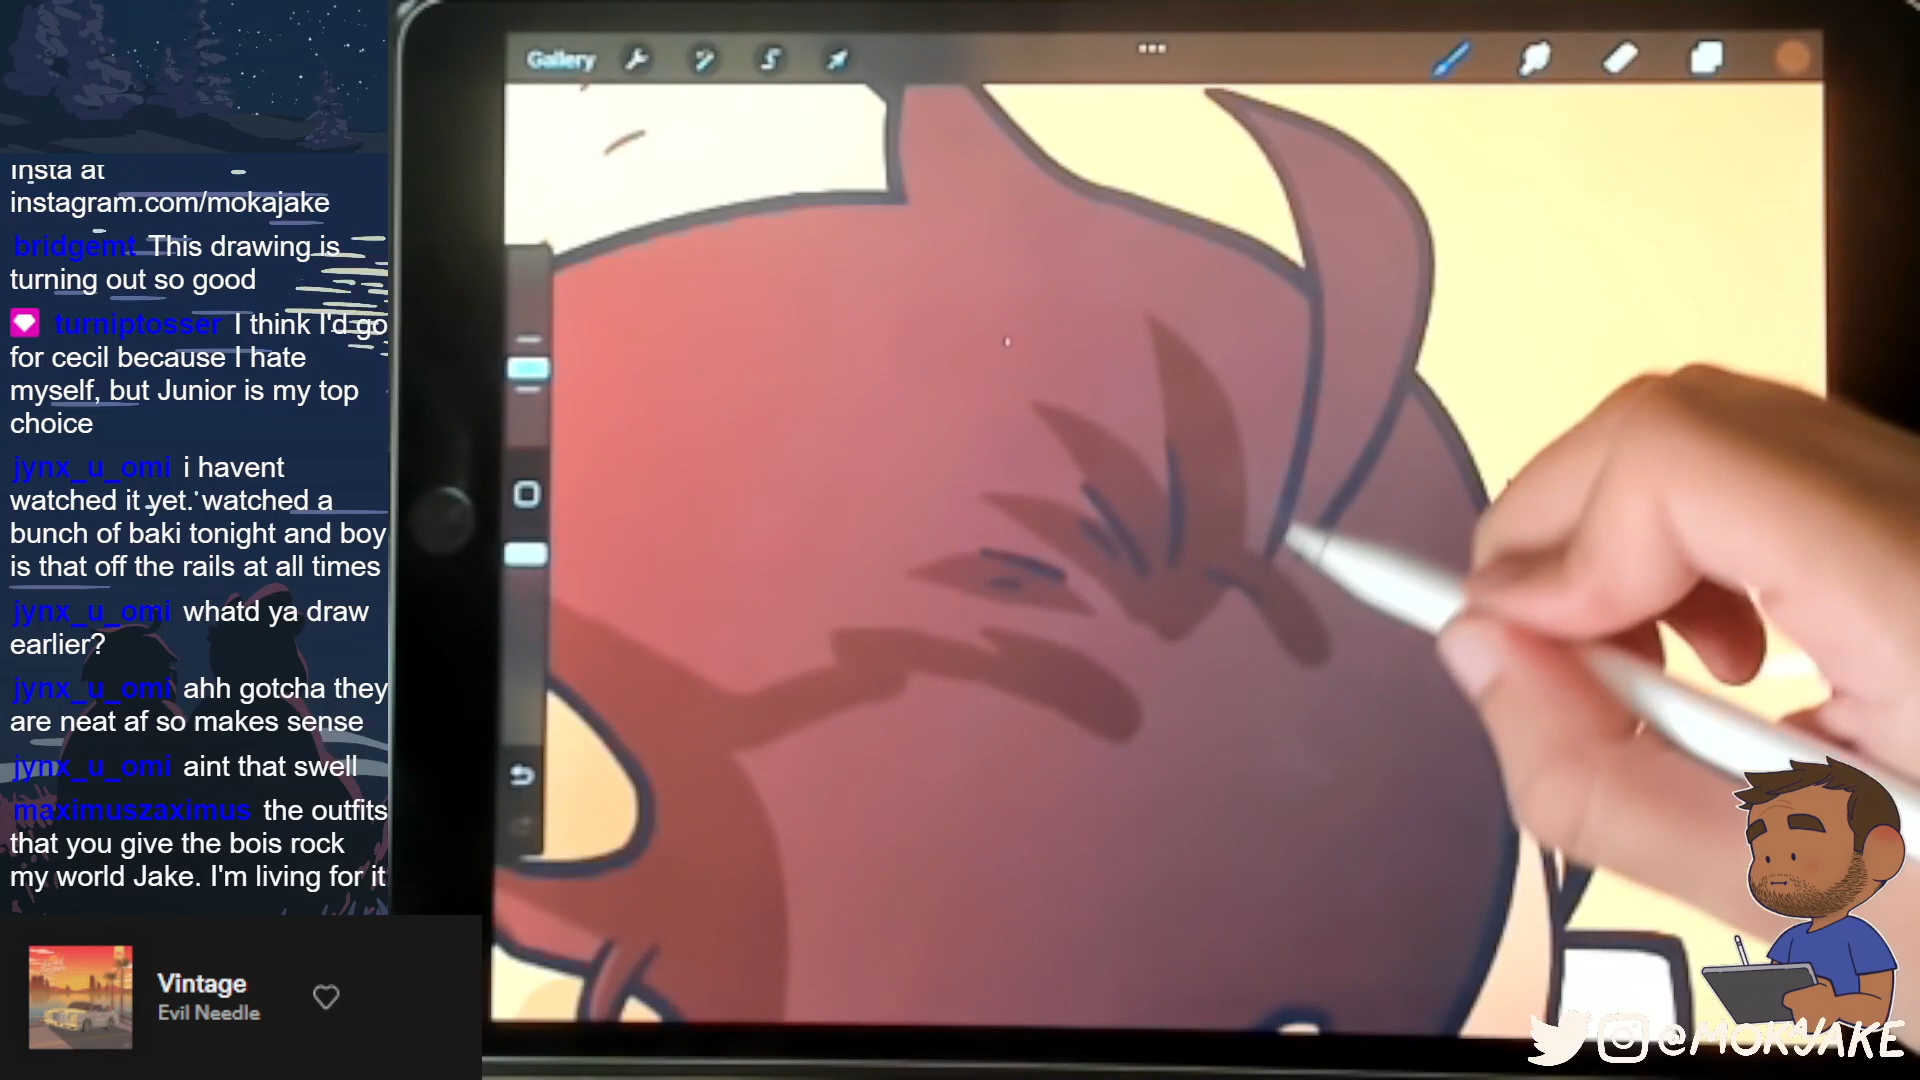 Gallery
Insta at
instagram.com/mokajake
bridgemt This drawing is
turning out so good
turniptosser I think I'd go
for cecil because I hate
myself, but Junior is my top
choice
jynx_u_omi i havent
watched it yet. watched a
bunch of baki tonight and boy
is that off the rails at all times
jynx_u_omi whatd ya draw
earlier?
jynx_u_omi ahh gotcha they
are neat af so makes sense
jynx_u_omi aint that swell
maximuszaximus the outfits
that you give the bois rock
my world Jake. I'm living for it
Vintage
Evil Needle
@MOKAJAKE